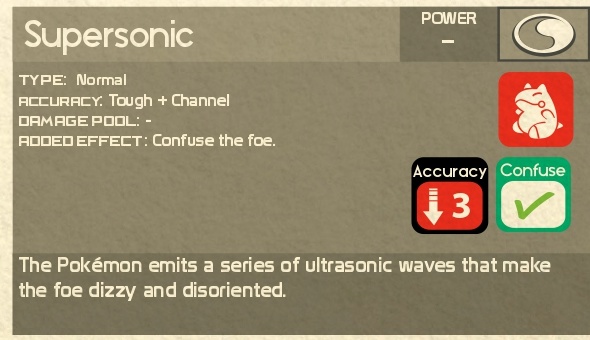 Supersonic
POWER
–
TYPE: Normal
ACCURACY: Tough + Channel
DAMAGE POOL: -
ADDED EFFECT: Confuse the foe.
Accuracy
3
Confuse
The Pokémon emits a series of ultrasonic waves that make
the foe dizzy and disoriented.